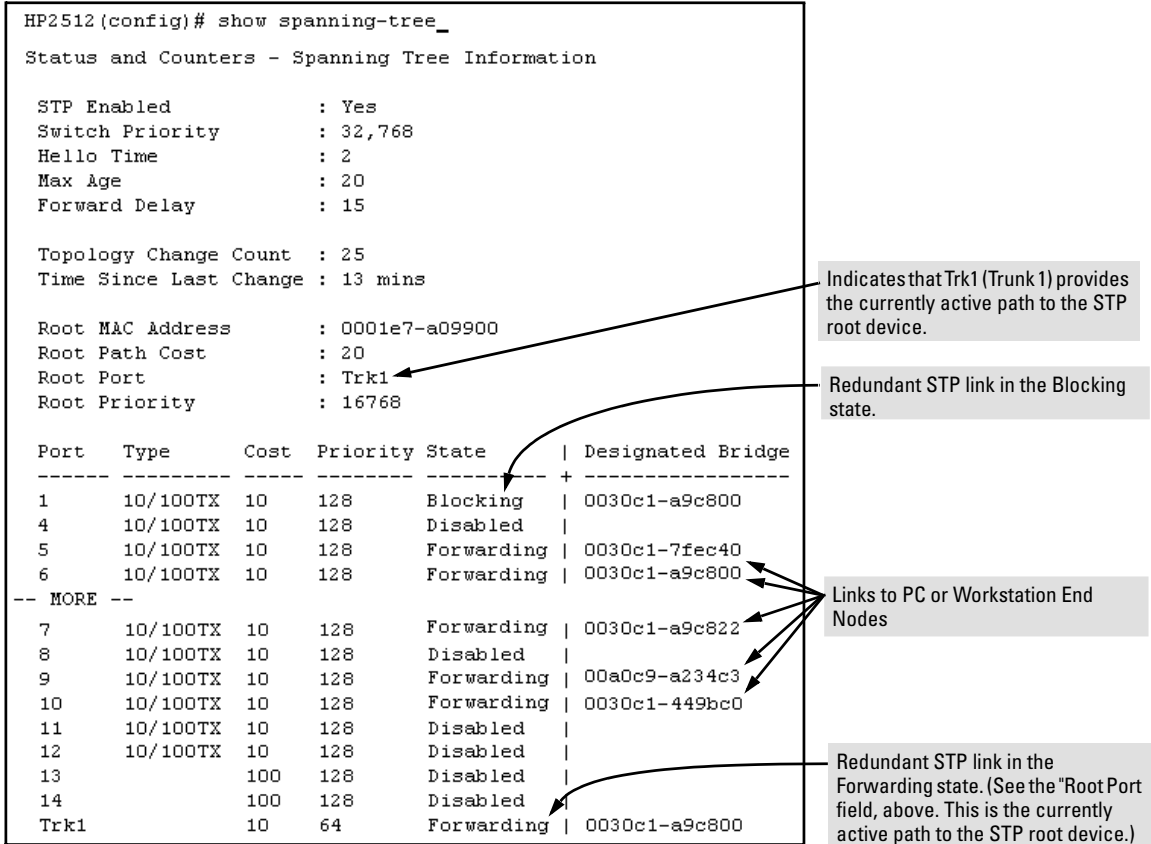 HP2512(config)# show spanning-tree_
Status and Counters - Spanning Tree Information
STP Enabled : Yes
Switch Priority : 32,768
Hello Time : 2
Max Age : 20
Forward Delay : 15
Topology Change Count : 25
Time Since Last Change : 13 mins
Root MAC Address : 0001e7-a09900
Root Path Cost : 20
Root Port : Trk1
Root Priority : 16768
Port Type Cost Priority State | Designated Bridge
------ --------- ----- -------- ---------- + -----------------
1 10/100TX 10 128 Blocking | 0030c1-a9c800
4 10/100TX 10 128 Disabled |
5 10/100TX 10 128 Forwarding | 0030c1-7fec40
6 10/100TX 10 128 Forwarding | 0030c1-a9c800
-- MORE --
7 10/100TX 10 128 Forwarding | 0030c1-a9c822
8 10/100TX 10 128 Disabled |
9 10/100TX 10 128 Forwarding | 00a0c9-a234c3
10 10/100TX 10 128 Forwarding | 0030c1-449bc0
11 10/100TX 10 128 Disabled |
12 10/100TX 10 128 Disabled |
13 100 128 Disabled |
14 100 128 Disabled |
Trk1 10 64 Forwarding | 0030c1-a9c800
Indicates that Trk1 (Trunk 1) provides
the currently active path to the STP
root device.
Redundant STP link in the Blocking
state.
Links to PC or Workstation End
Nodes
Redundant STP link in the
Forwarding state. (See the "Root Port
field, above. This is the currently
active path to the STP root device.)